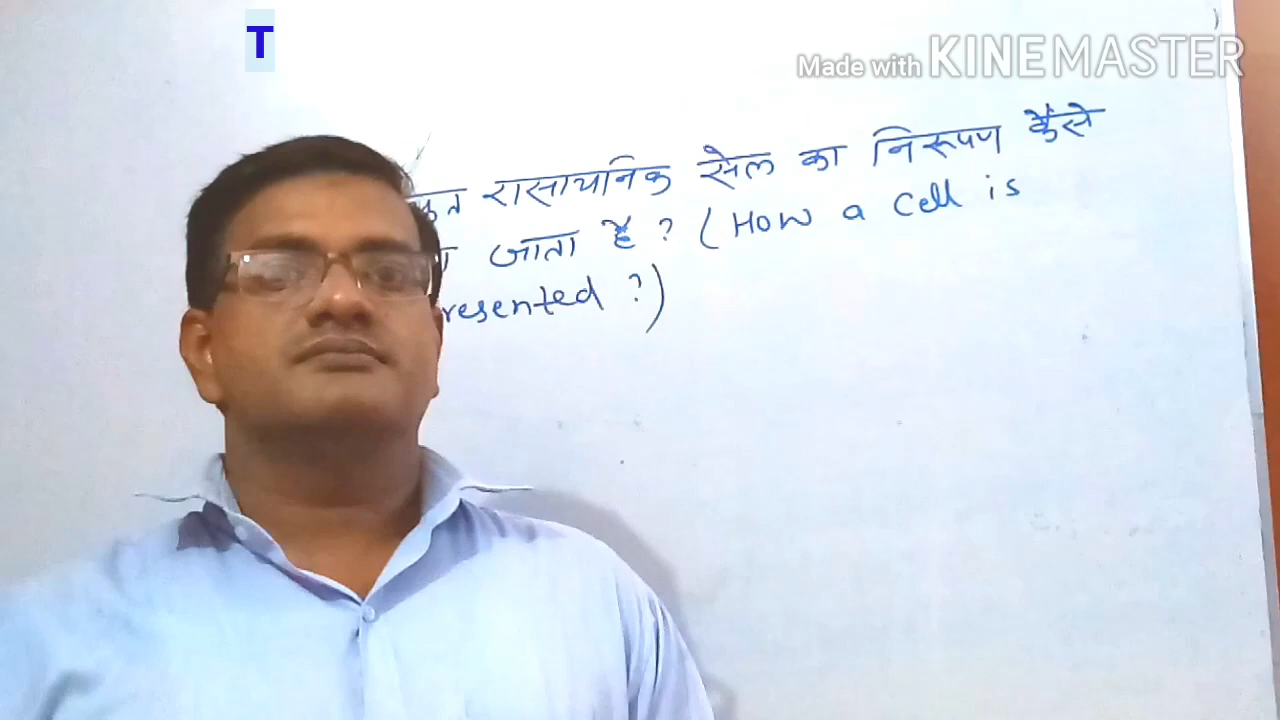 T
Made with KINEMASTER
रासायनिक सेल का निरूपण कैसे
जाता है ? (How a cell is
resented ?)